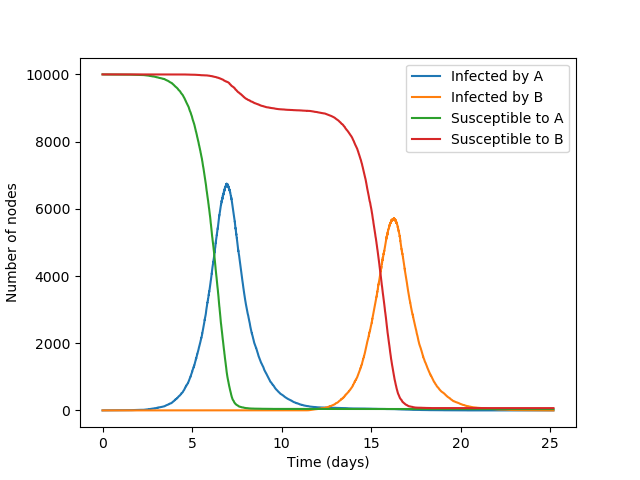 Infected by A
Infected by B
Susceptible to A
Susceptible to B
Number of nodes
10000
8000
6000
4000
2000
0
0 5 10 15 20 25
Time (days)